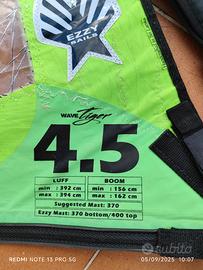 EZZY
SAILS
WAVE Tiger
4.5
LUFF BOOM
min : 392 cm min : 156 cm
max : 394 cm max : 162 cm
Suggested Mast: 370
Ezzy Mast: 370 bottom/400 top
REDMI NOTE 13 PRO 5G
05/09/2025 10:07
subito